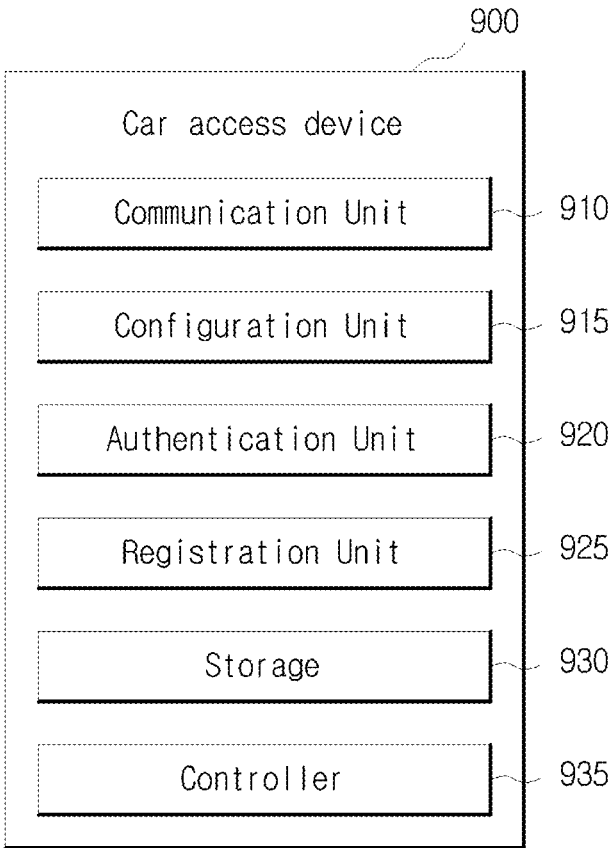 900
Car access device
Communication Unit 910
Configuration Unit 915
Authentication Unit 920
Registration Unit 925
Storage 930
Controller 935